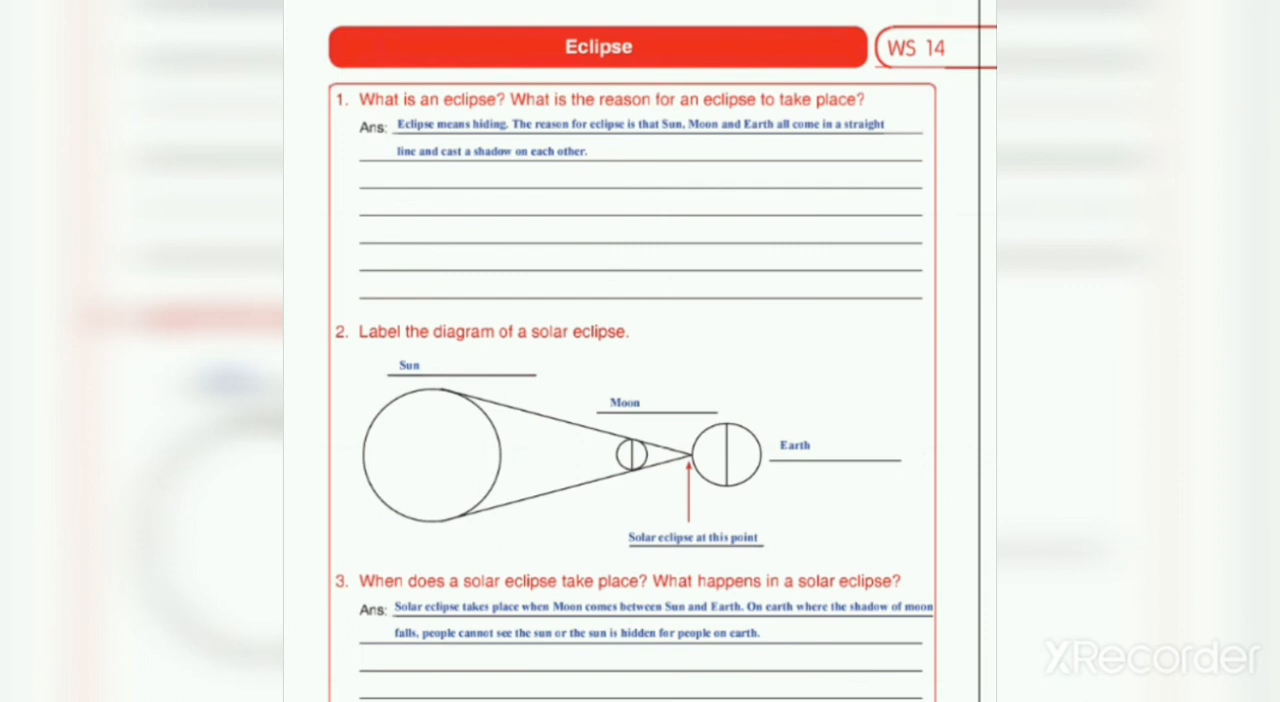 Eclipse
WS 14
1. What is an eclipse? What is the reason for an eclipse to take place?
Ans: Eclipse means hiding. The reason for eclipse is that Sun, Moon and Earth all come in a straight
line and cast a shadow on each other.
2. Label the diagram of a solar eclipse.
Sun
Moon
Earth
Solar eclipse at this point
3. When does a solar eclipse take place? What happens in a solar eclipse?
Ans: Solar eclipse takes place when Moon comes between Sun and Earth. On earth where the shadow of moon
falls, people cannot see the sun or the sun is hidden for people on earth.
XRecorder